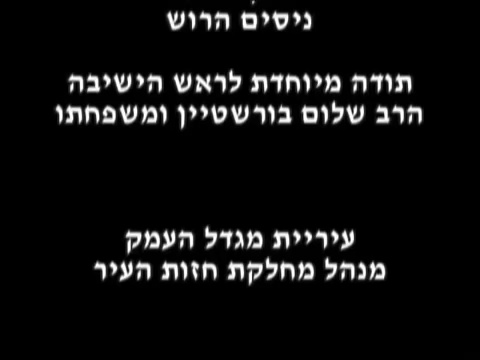 ניסים הרוש
תודה מיוחדת לראש הישיבה
הרב שלום בורשטיין ומשפחתו
עיריית מגדל העמק
מנהל מחלקת חזות העיר